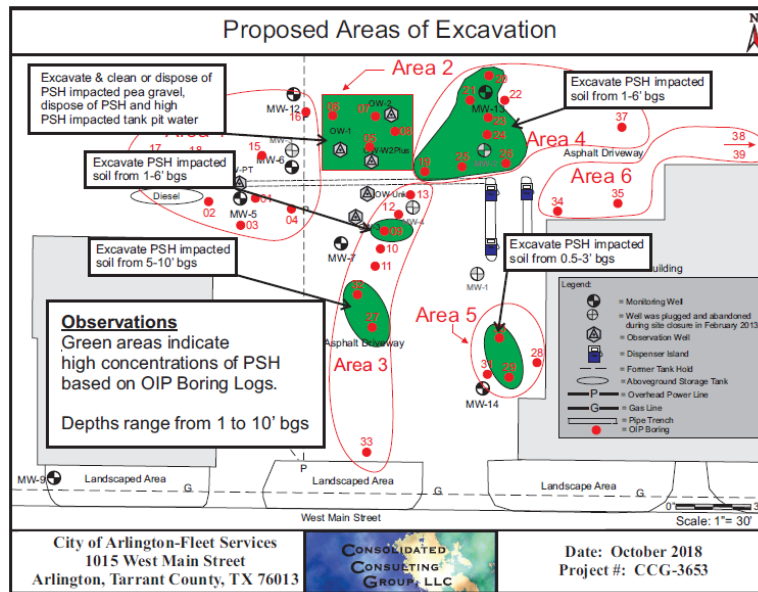 Proposed Areas of Excavation
N
Excavate & clean or dispose of
PSH impacted pea gravel,
dispose of PSH and high
PSH impacted tank pit water
Area 2
Excavate PSH impacted
soil from 1-6' bgs
MW-12
16
06
07
OW-2
08
OW-1
05
OW-W2Plus
20
21
22
MW-13
23
24
37
Area 4
38
39
Asphalt Driveway
17
18
15
MW-6
19
25
26
Excavate PSH impacted
soil from 1-6' bgs
Area 6
Diesel
01
02
MW-5
03
04
P
12
13
09
10
11
MW-7
34
35
Excavate PSH impacted
soil from 5-10' bgs
Excavate PSH impacted
soil from 0.5-3' bgs
MW-1
27
Asphalt Driveway
Area 3
Area 5
28
29
31
MW-14
33
Observations
Green areas indicate
high concentrations of PSH
based on OIP Boring Logs.
Depths range from 1 to 10' bgs
Legend:
= Monitoring Well
= Well was plugged and abandoned
during site closure in February 2013
= Observation Well
= Dispenser Island
= Former Tank Hold
= Aboveground Storage Tank
P = Overhead Power Line
G = Gas Line
= Pipe Trench
= OIP Boring
P
MW-9
Landscaped Area
G
Landscaped Area
G
Landscape Area
G
West Main Street
0"
Scale: 1"= 30'
City of Arlington-Fleet Services
1015 West Main Street
Arlington, Tarrant County, TX 76013
CONSOLIDATED
CONSULTING
GROUP, LLC
Date: October 2018
Project #: CCG-3653